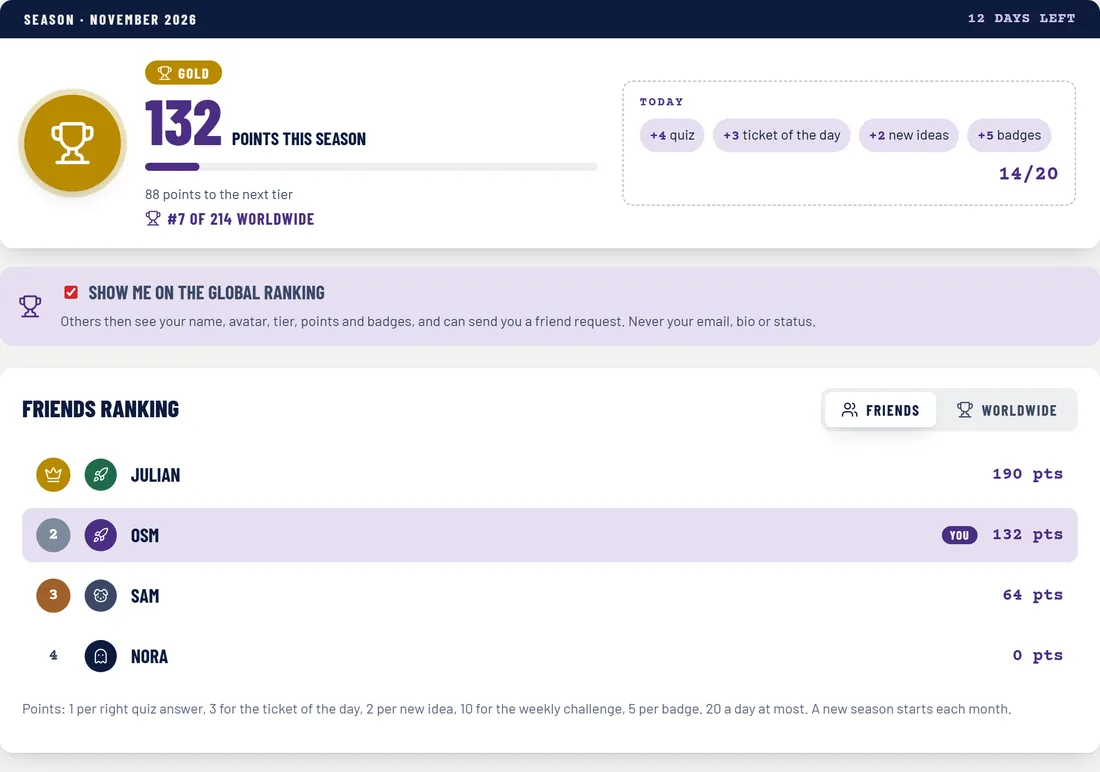 SEASON · NOVEMBER 2026
12 DAYS LEFT
GOLD
132 POINTS THIS SEASON
88 points to the next tier
#7 OF 214 WORLDWIDE
TODAY
+4 quiz
+3 ticket of the day
+2 new ideas
+5 badges
14/20
SHOW ME ON THE GLOBAL RANKING
Others then see your name, avatar, tier, points and badges, and can send you a friend request. Never your email, bio or status.
FRIENDS RANKING
FRIENDS
WORLDWIDE
JULIAN 190 pts
2 OSM YOU 132 pts
3 SAM 64 pts
4 NORA 0 pts
Points: 1 per right quiz answer, 3 for the ticket of the day, 2 per new idea, 10 for the weekly challenge, 5 per badge. 20 a day at most. A new season starts each month.